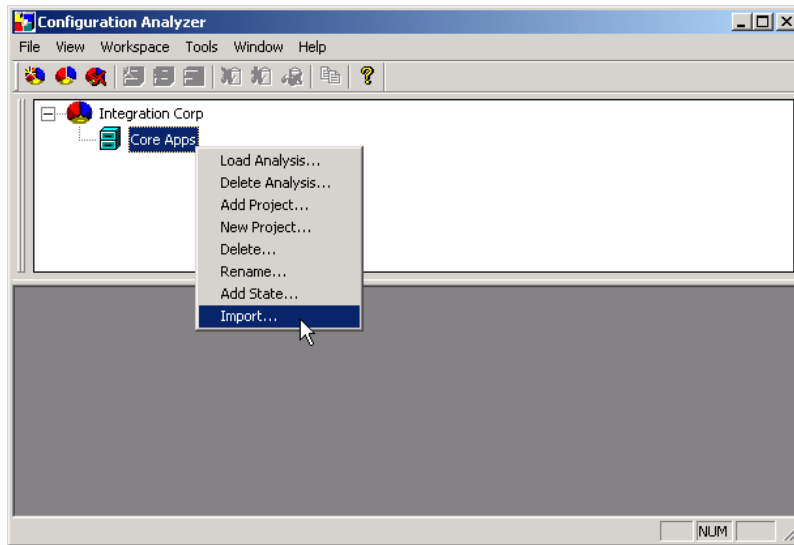 Configuration Analyzer
File View Workspace Tools Window Help
Integration Corp
Core Apps
Load Analysis...
Delete Analysis...
Add Project...
New Project...
Delete...
Rename...
Add State...
Import...
NUM